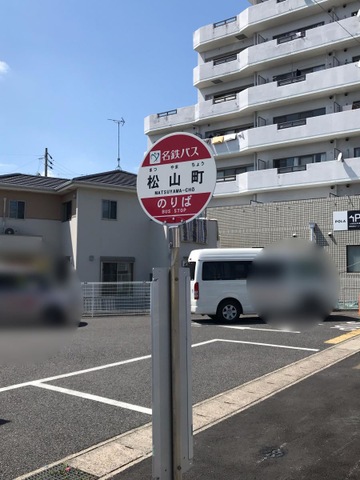 名鉄バス
まつ やま ちょう
松山町
MATSUYAMA-CHO
のりば
BUS STOP
POLA
P